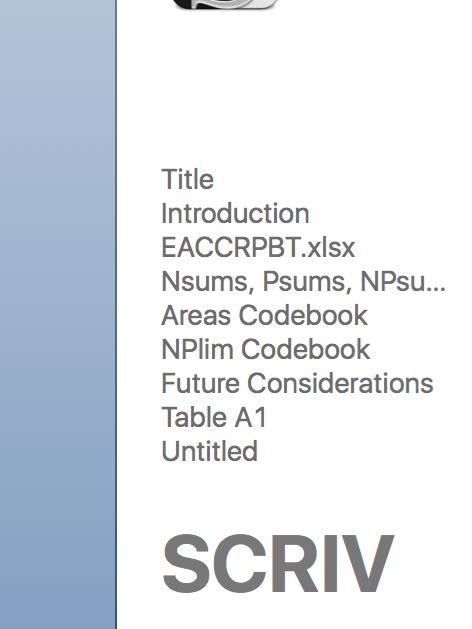 Title
Introduction
EACCRPBT.xlsx
Nsums, Psums, NPsu...
Areas Codebook
NPlim Codebook
Future Considerations
Table A1
Untitled
SCRIV